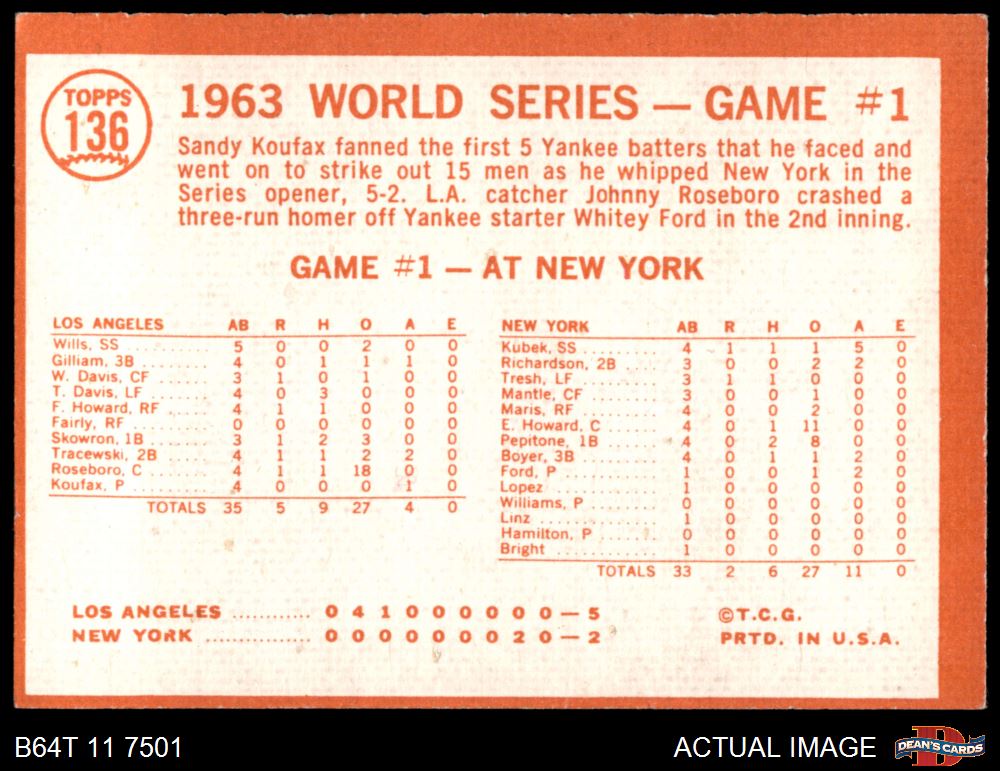 TOPPS
136
1963 WORLD SERIES — GAME #1
Sandy Koufax fanned the first 5 Yankee batters that he faced and
went on to strike out 15 men as he whipped New York in the
Series opener, 5-2. L.A. catcher Johnny Roseboro crashed a
three-run homer off Yankee starter Whitey Ford in the 2nd inning.
GAME #1 — AT NEW YORK
LOS ANGELES AB R H O A E
Wills, SS 5 0 0 2 0 0
Gilliam, 3B 4 0 1 1 1 0
W. Davis, CF 3 1 0 1 0 0
T. Davis, LF 4 0 3 0 0 0
F. Howard, RF 4 1 1 0 0 0
Fairly, RF 0 0 0 0 0 0
Skowron, 1B 3 1 2 3 0 0
Tracewski, 2B 4 1 1 2 2 0
Roseboro, C 4 1 1 18 0 0
Koufax, P 4 0 0 0 1 0
TOTALS 35 5 9 27 4 0
NEW YORK AB R H O A E
Kubek, SS 4 1 1 1 5 0
Richardson, 2B 3 0 0 2 2 0
Tresh, LF 3 1 1 0 0 0
Mantle, CF 3 0 0 1 0 0
Maris, RF 4 0 0 2 0 0
E. Howard, C 4 0 1 11 0 0
Pepitone, 1B 4 0 2 8 0 0
Boyer, 3B 4 0 1 1 2 0
Ford, P 1 0 0 1 2 0
Lopez 1 0 0 0 0 0
Williams, P 0 0 0 0 0 0
Linz 1 0 0 0 0 0
Hamilton, P 0 0 0 0 0 0
Bright 1 0 0 0 0 0
TOTALS 33 2 6 27 11 0
LOS ANGELES ............ 0 4 1 0 0 0 0 0 0 — 5
NEW YORK ............... 0 0 0 0 0 0 0 2 0 — 2
©T.C.G.
PRTD. IN U.S.A.
B64T 11 7501
ACTUAL IMAGE
D
DEAN'S CARDS